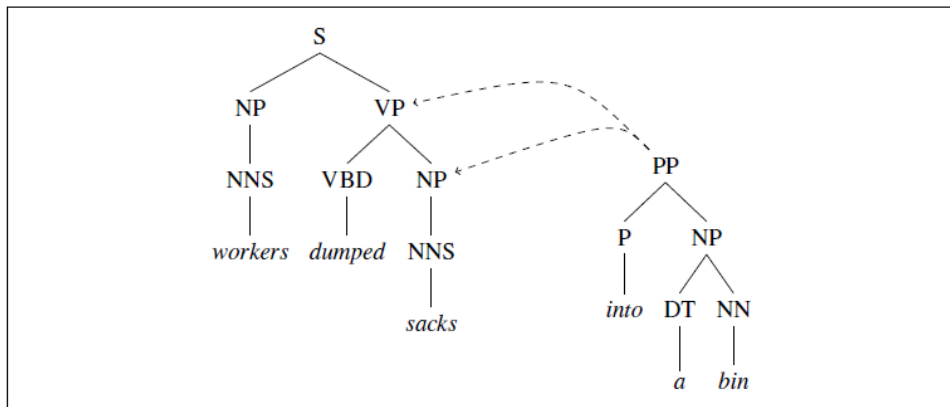 S
NP VP
PP
NNS VBD NP
P NP
workers dumped NNS
into DT NN
sacks
a bin